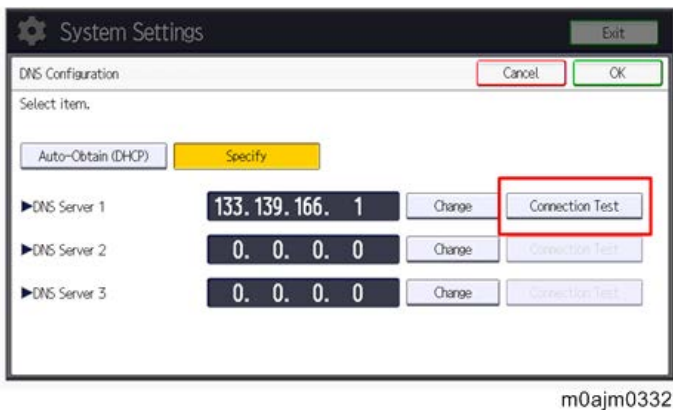 System Settings
Exit
DNS Configuration
Cancel
OK
Select item.
Auto-Obtain (DHCP)
Specify
►DNS Server 1
133.139.166. 1
Change
Connection Test
►DNS Server 2
0. 0. 0. 0
Change
Connection Test
►DNS Server 3
0. 0. 0. 0
Change
Connection Test
m0ajm0332